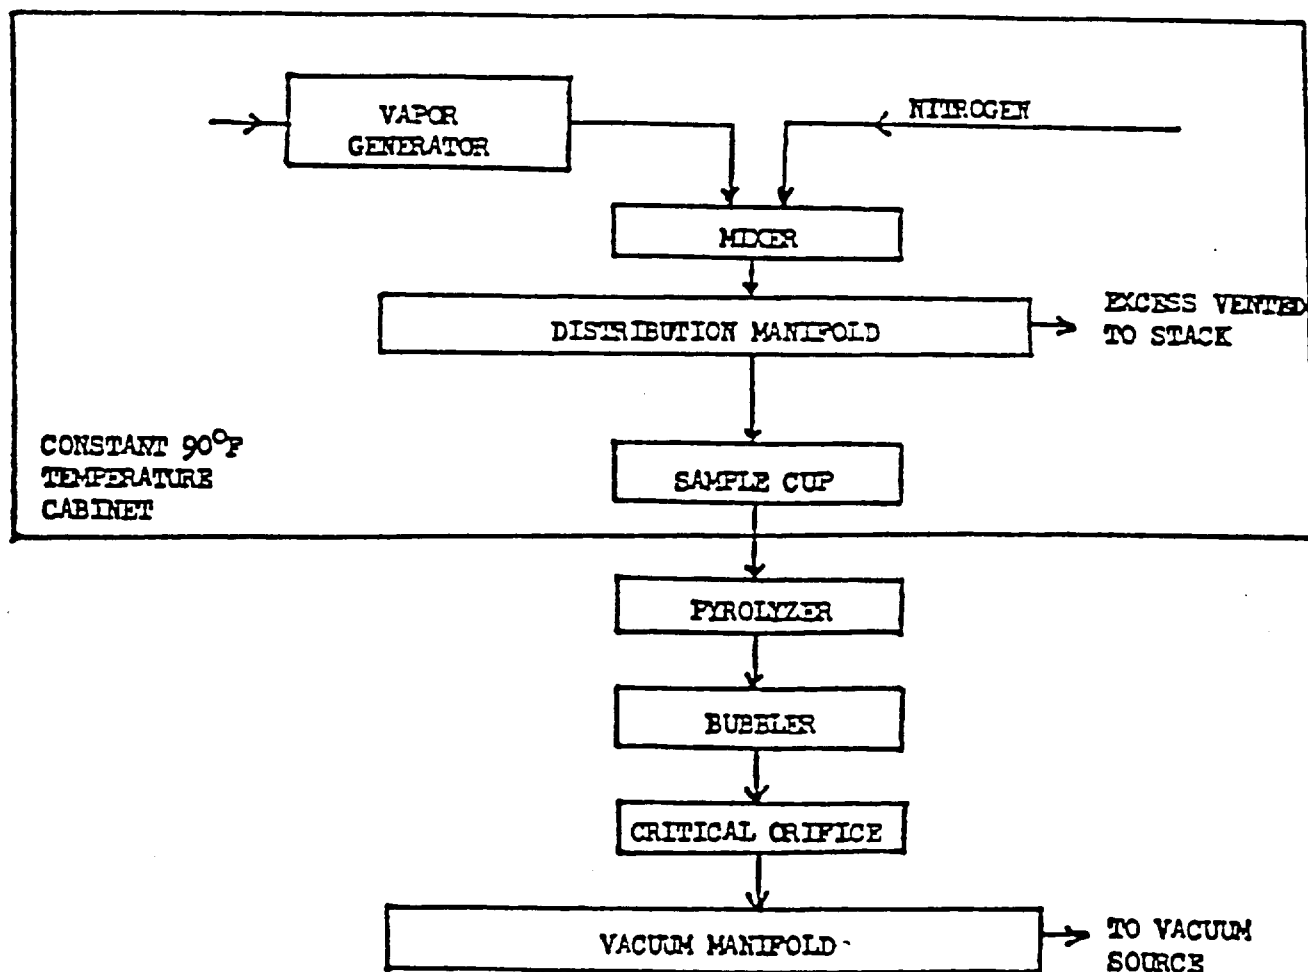 VAPOR
GENERATOR
NITROGEN
MIXER
DISTRIBUTION MANIFOLD
EXCESS VENTED
TO STACK
CONSTANT 90°F
TEMPERATURE
CABINET
SAMPLE CUP
PYROLYZER
BUBBLER
CRITICAL ORIFICE
VACUUM MANIFOLD
TO VACUUM
SOURCE